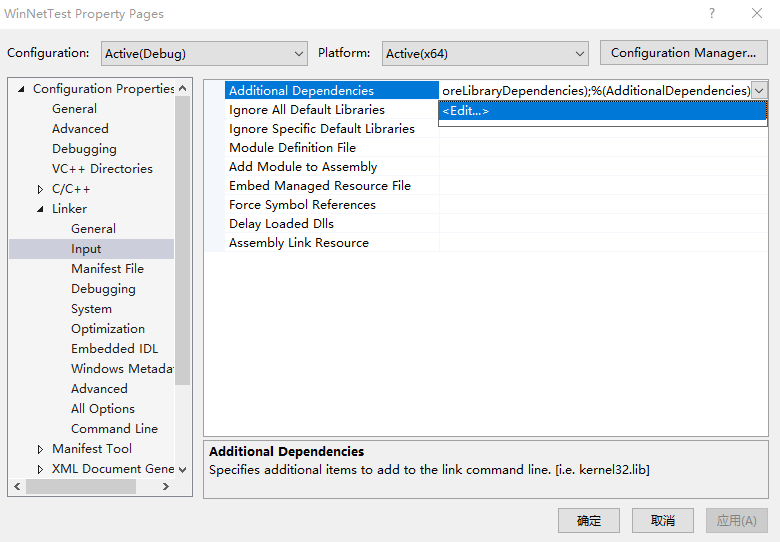 WinNetTest Property Pages
Configuration: Active(Debug) Platform: Active(x64) Configuration Manager...
Configuration Properties
General
Advanced
Debugging
VC++ Directories
C/C++
Linker
General
Input
Manifest File
Debugging
System
Optimization
Embedded IDL
Windows Metada
Advanced
All Options
Command Line
Manifest Tool
XML Document Gene
Additional Dependencies oreLibraryDependencies);%(AdditionalDependencies)
Ignore All Default Libraries <Edit...>
Ignore Specific Default Libraries
Module Definition File
Add Module to Assembly
Embed Managed Resource File
Force Symbol References
Delay Loaded Dlls
Assembly Link Resource
Additional Dependencies
Specifies additional items to add to the link command line. [i.e. kernel32.lib]
确定 取消 应用(A)